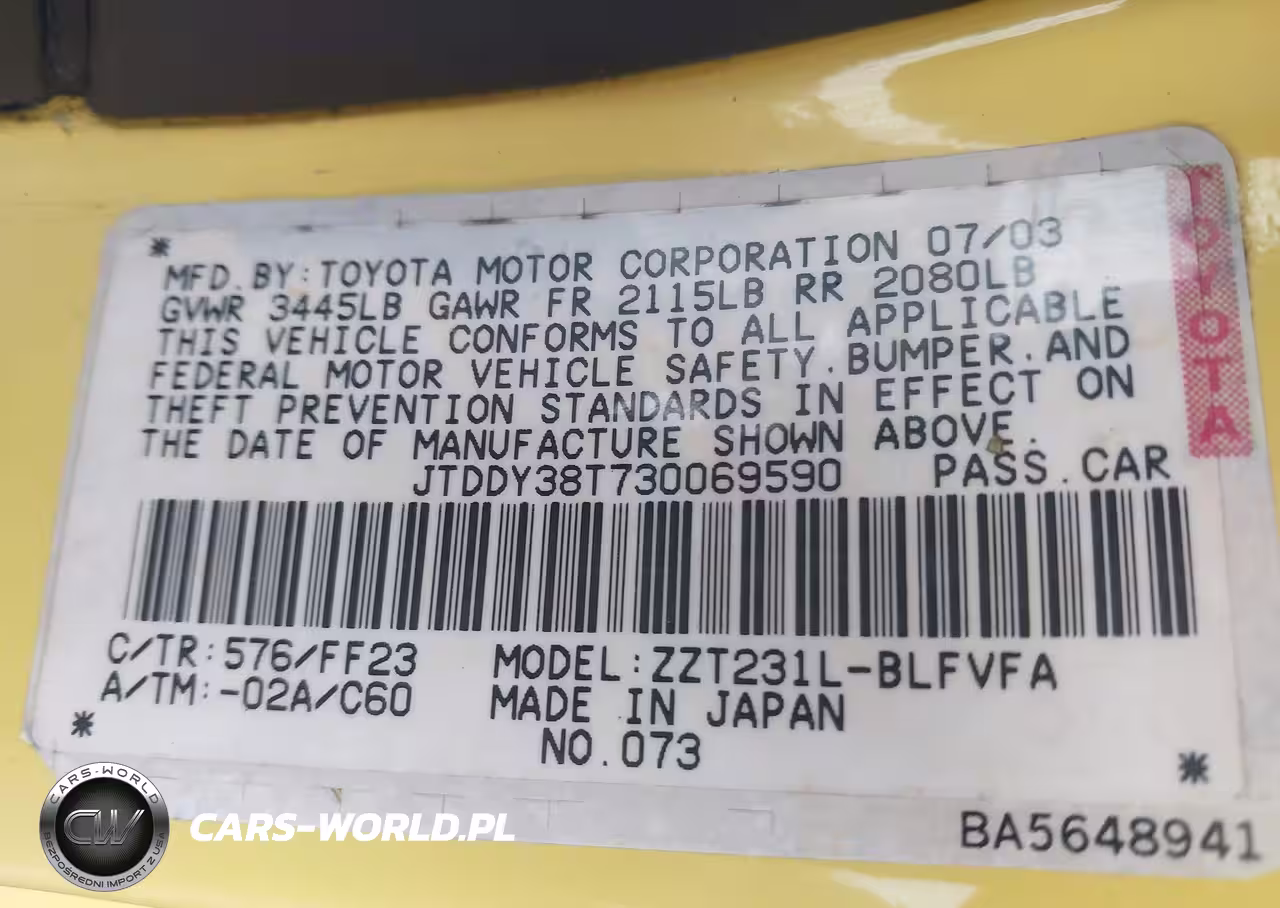 *
MFD. BY: TOYOTA MOTOR CORPORATION 07/03
GVWR 3445LB GAWR FR 2115LB RR 2080LB
THIS VEHICLE CONFORMS TO ALL APPLICABLE
FEDERAL MOTOR VEHICLE SAFETY. BUMPER. AND
THEFT PREVENTION STANDARDS IN EFFECT ON
THE DATE OF MANUFACTURE SHOWN ABOVE.
JTDDY38T730069590 PASS. CAR
TOYOTA
C/TR: 576/FF23 MODEL: ZZT231L-BLFVFA
A/TM: -02A/C60 MADE IN JAPAN
* NO. 073 *
BA5648941
CARS-WORLD
CW
BEZPOŚREDNI IMPORT Z USA
CARS-WORLD.PL